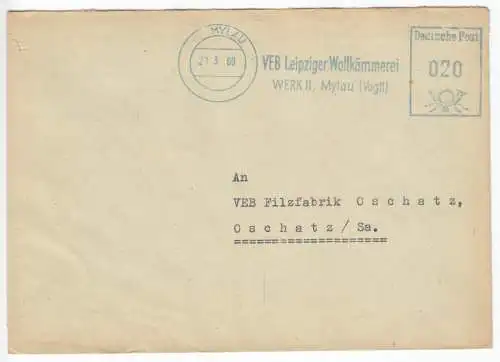 MYLAU
21.3.60
VEB Leipziger Wollkämmerei
WERK II, Mylau (Vogtl)
Deutsche Post
020
An
VEB Filzfabrik Oschatz,
Oschatz/Sa.